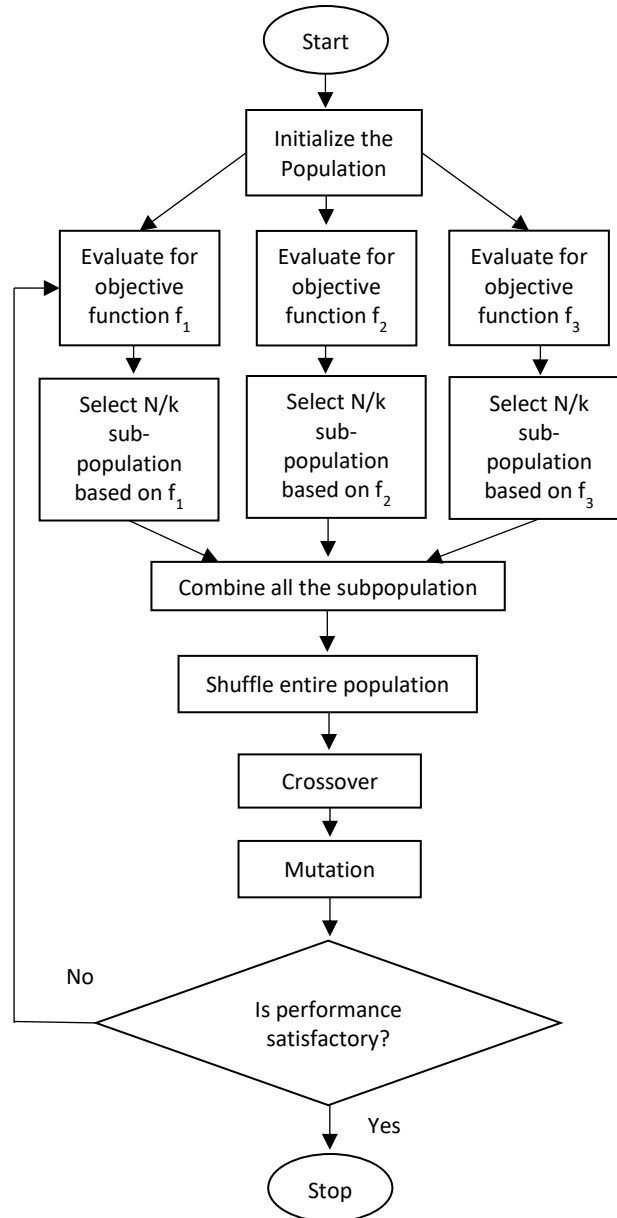 Start
Initialize the
Population
Evaluate for
objective
function f₁
Evaluate for
objective
function f₂
Evaluate for
objective
function f₃
Select N/k
sub-
population
based on f₁
Select N/k
sub-
population
based on f₂
Select N/k
sub-
population
based on f₃
Combine all the subpopulation
Shuffle entire population
Crossover
Mutation
No
Is performance
satisfactory?
Yes
Stop